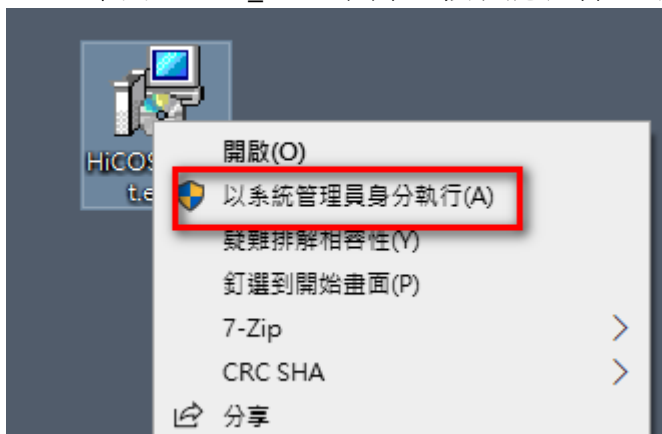 HiCOS
t.e
開啟(O)
以系統管理員身分執行(A)
疑難排解相容性(Y)
釘選到開始畫面(P)
7-Zip
CRC SHA
分享